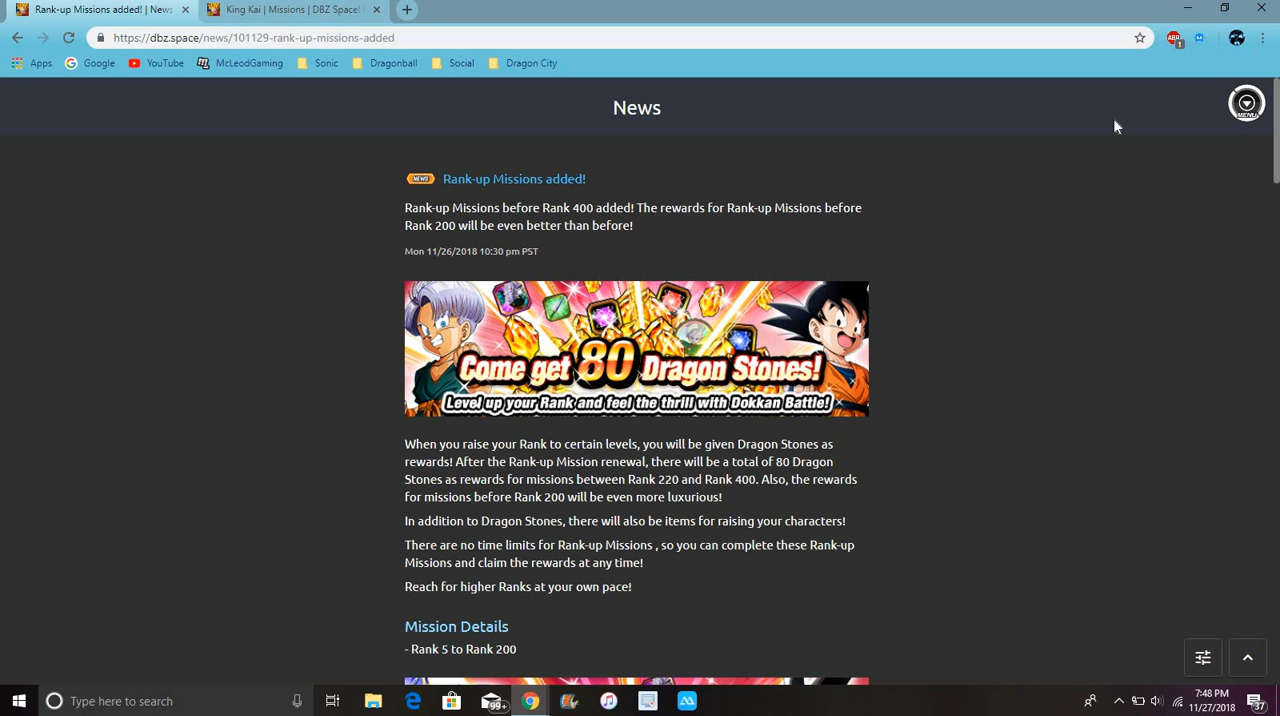 Rank-up Missions added! | News
King Kai | Missions | DBZ Space!
https://dbz.space/news/101129-rank-up-missions-added
ABP
1
Apps
Google
YouTube
McLeodGaming
Sonic
Dragonball
Social
Dragon City
News
MENU
NEWS
Rank-up Missions added!
Rank-up Missions before Rank 400 added! The rewards for Rank-up Missions before
Rank 200 will be even better than before!
Mon 11/26/2018 10:30 pm PST
Come get 80 Dragon Stones!
Level up your Rank and feel the thrill with Dokkan Battle!
When you raise your Rank to certain levels, you will be given Dragon Stones as
rewards! After the Rank-up Mission renewal, there will be a total of 80 Dragon
Stones as rewards for missions between Rank 220 and Rank 400. Also, the rewards
for missions before Rank 200 will be even more luxurious!
In addition to Dragon Stones, there will also be items for raising your characters!
There are no time limits for Rank-up Missions , so you can complete these Rank-up
Missions and claim the rewards at any time!
Reach for higher Ranks at your own pace!
Mission Details
- Rank 5 to Rank 200
Type here to search
99+
7:48 PM
11/27/2018
37